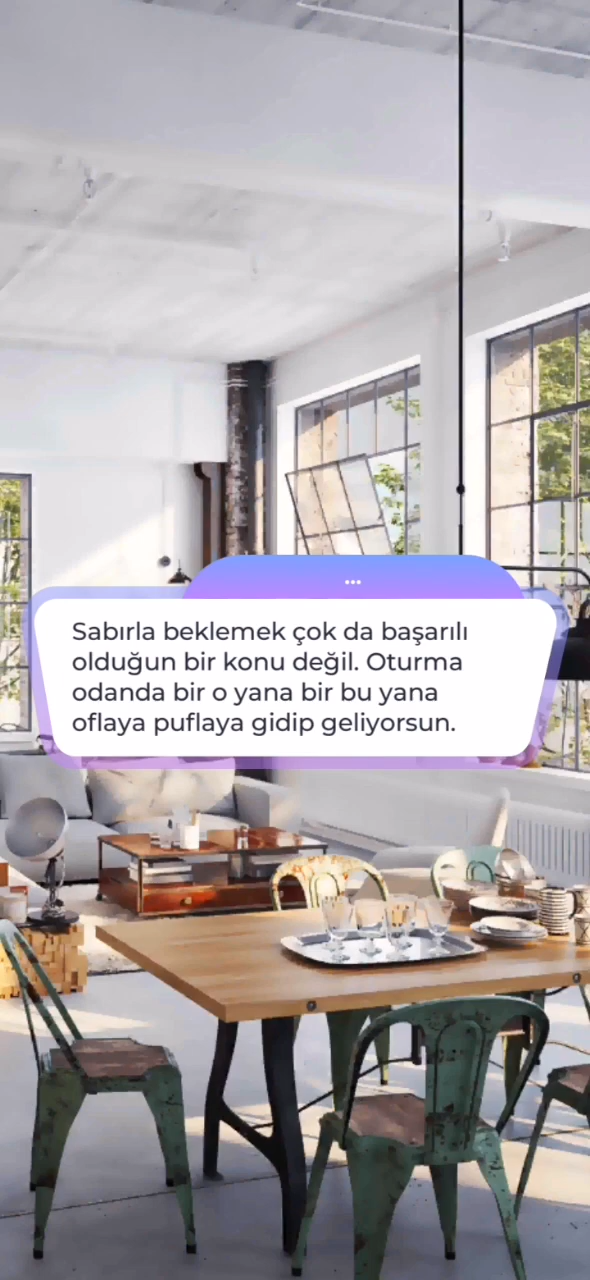 ...
Sabırla beklemek çok da başarılı
olduğun bir konu değil. Oturma
odanda bir o yana bir bu yana
oflaya puflaya gidip geliyorsun.